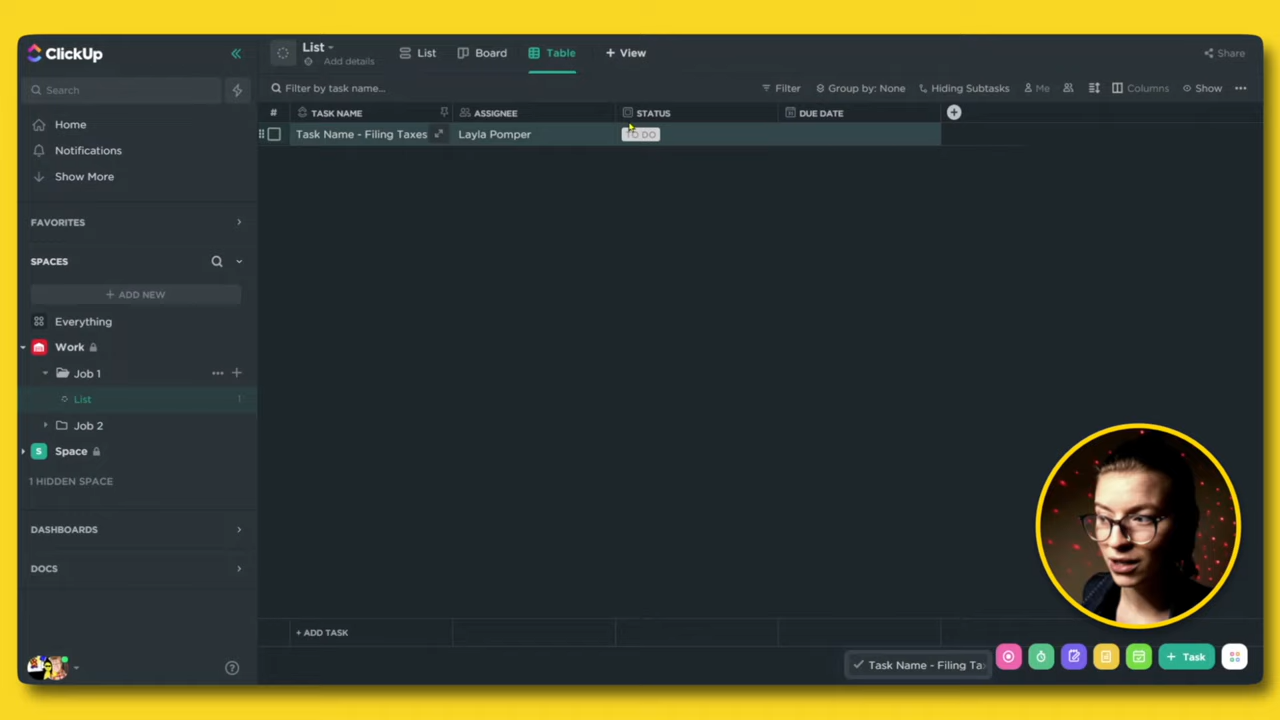 ClickUp
List
Add details
List
Board
Table
+ View
Share
Search
Filter by task name...
Filter
Group by: None
Hiding Subtasks
Me
Columns
Show
#
TASK NAME
ASSIGNEE
STATUS
DUE DATE
Task Name - Filing Taxes
Layla Pomper
TO DO
Home
Notifications
Show More
FAVORITES
SPACES
+ ADD NEW
Everything
Work
Job 1
List
1
Job 2
S
Space
1 HIDDEN SPACE
DASHBOARDS
DOCS
+ ADD TASK
Task Name - Filing Ta
+ Task
?